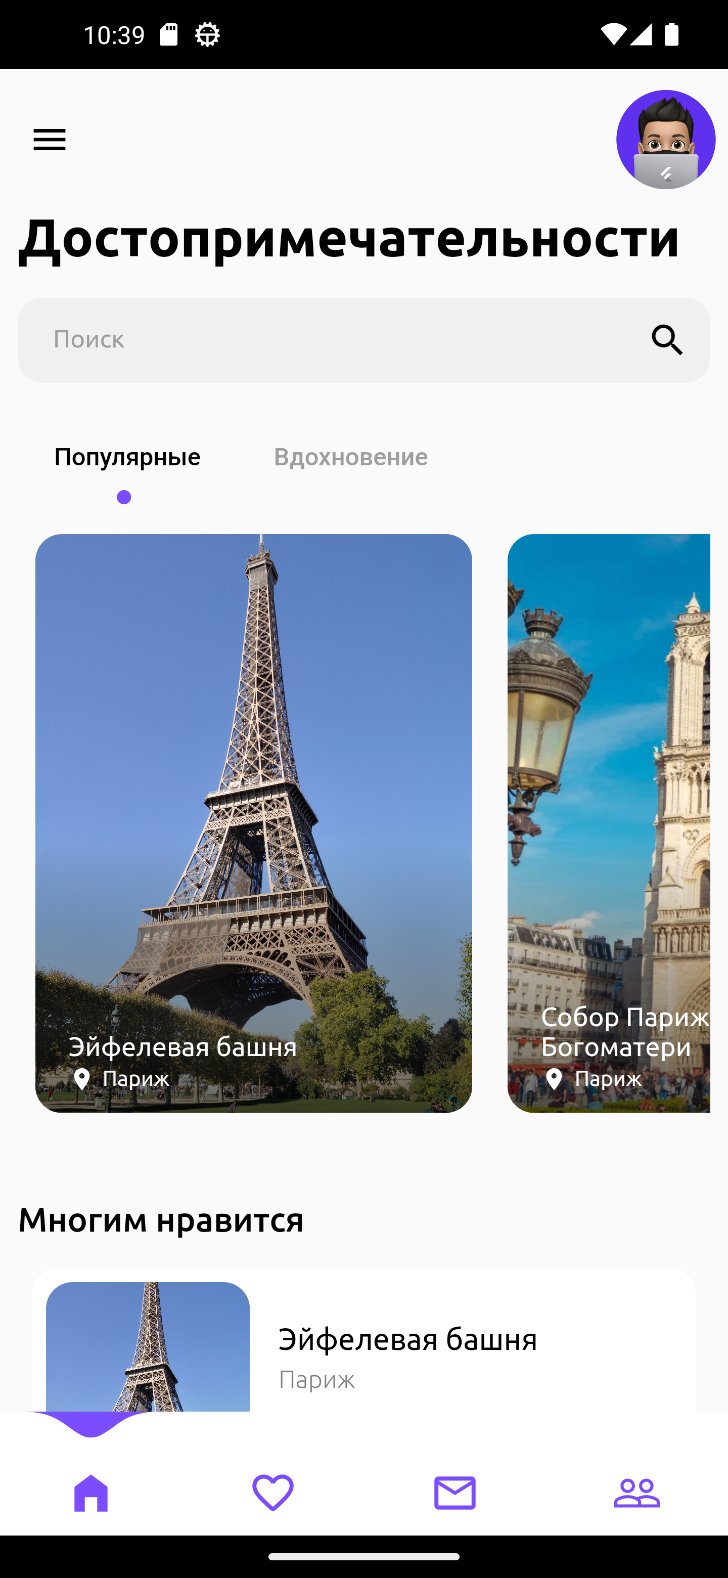 10:39
Достопримечательности
Поиск
Популярные Вдохновение
Эйфелевая башня
Париж
Собор Париж
Богоматери
Париж
Многим нравится
Эйфелевая башня
Париж